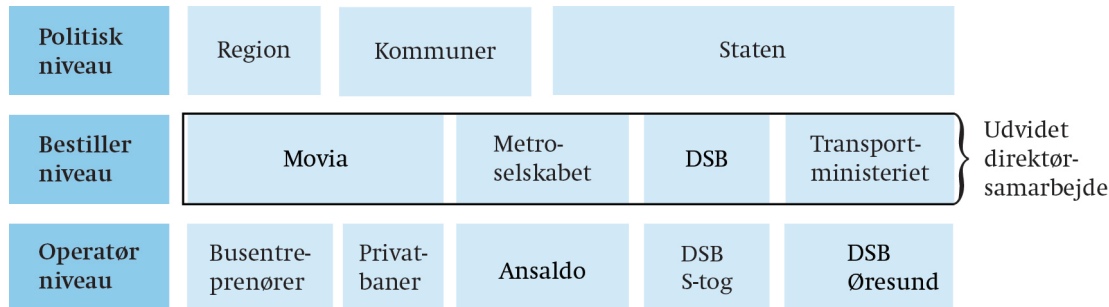 Politisk
niveau
Region
Kommuner
Staten
Bestiller
niveau
Movia
Metro-
selskabet
DSB
Transport-
ministeriet
Udvidet
direktør-
samarbejde
Operatør
niveau
Busentre-
prenører
Privat-
baner
Ansaldo
DSB
S-tog
DSB
Øresund